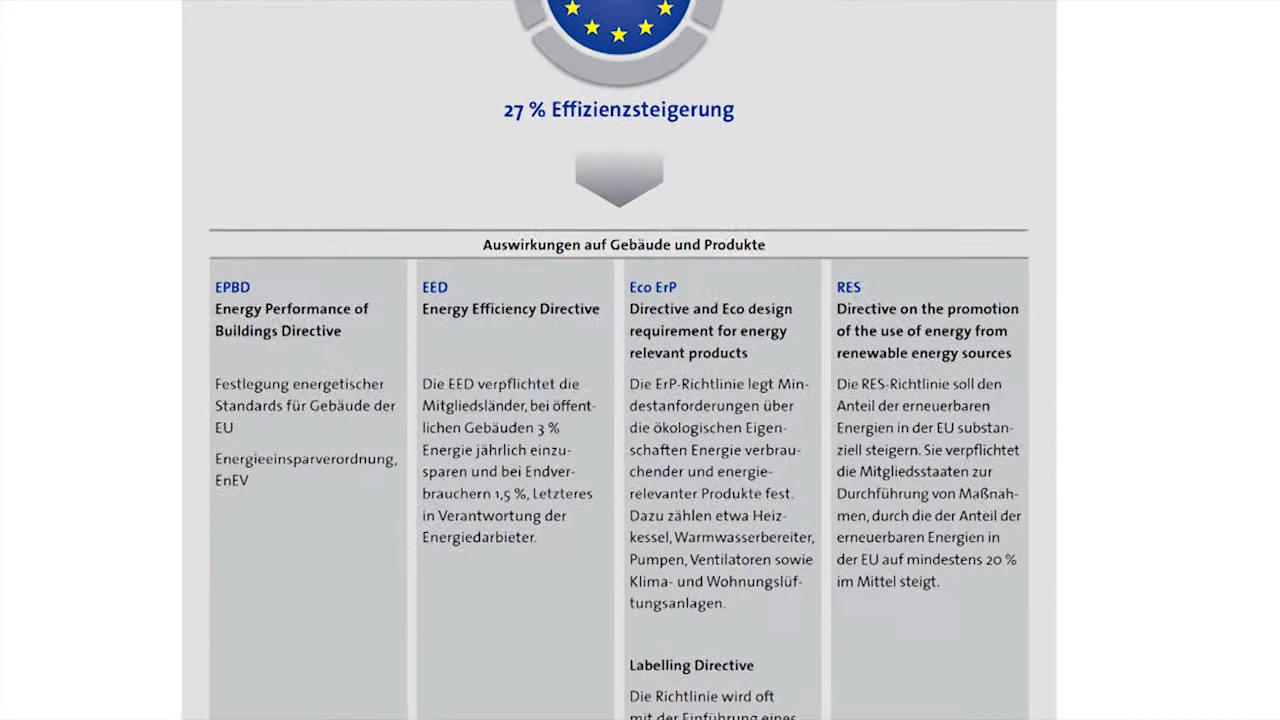 27 % Effizienzsteigerung
Auswirkungen auf Gebäude und Produkte
EPBD
Energy Performance of
Buildings Directive
Festlegung energetischer
Standards für Gebäude der
EU
Energieeinsparverordnung,
EnEV
EED
Energy Efficiency Directive
Die EED verpflichtet die
Mitgliedsländer, bei öffent-
lichen Gebäuden 3 %
Energie jährlich einzu-
sparen und bei Endver-
brauchern 1,5 %, Letzteres
in Verantwortung der
Energiedarbieter.
Eco ErP
Directive and Eco design
requirement for energy
relevant products
Die ErP-Richtlinie legt Min-
destanforderungen über
die ökologischen Eigen-
schaften Energie verbrau-
chender und energie-
relevanter Produkte fest.
Dazu zählen etwa Heiz-
kessel, Warmwasserbereiter,
Pumpen, Ventilatoren sowie
Klima- und Wohnungslüf-
tungsanlagen.
Labelling Directive
Die Richtlinie wird oft
mit der Einführung eines
RES
Directive on the promotion
of the use of energy from
renewable energy sources
Die RES-Richtlinie soll den
Anteil der erneuerbaren
Energien in der EU substan-
ziell steigern. Sie verpflichtet
die Mitgliedsstaaten zur
Durchführung von Maßnah-
men, durch die der Anteil der
erneuerbaren Energien in
der EU auf mindestens 20 %
im Mittel steigt.